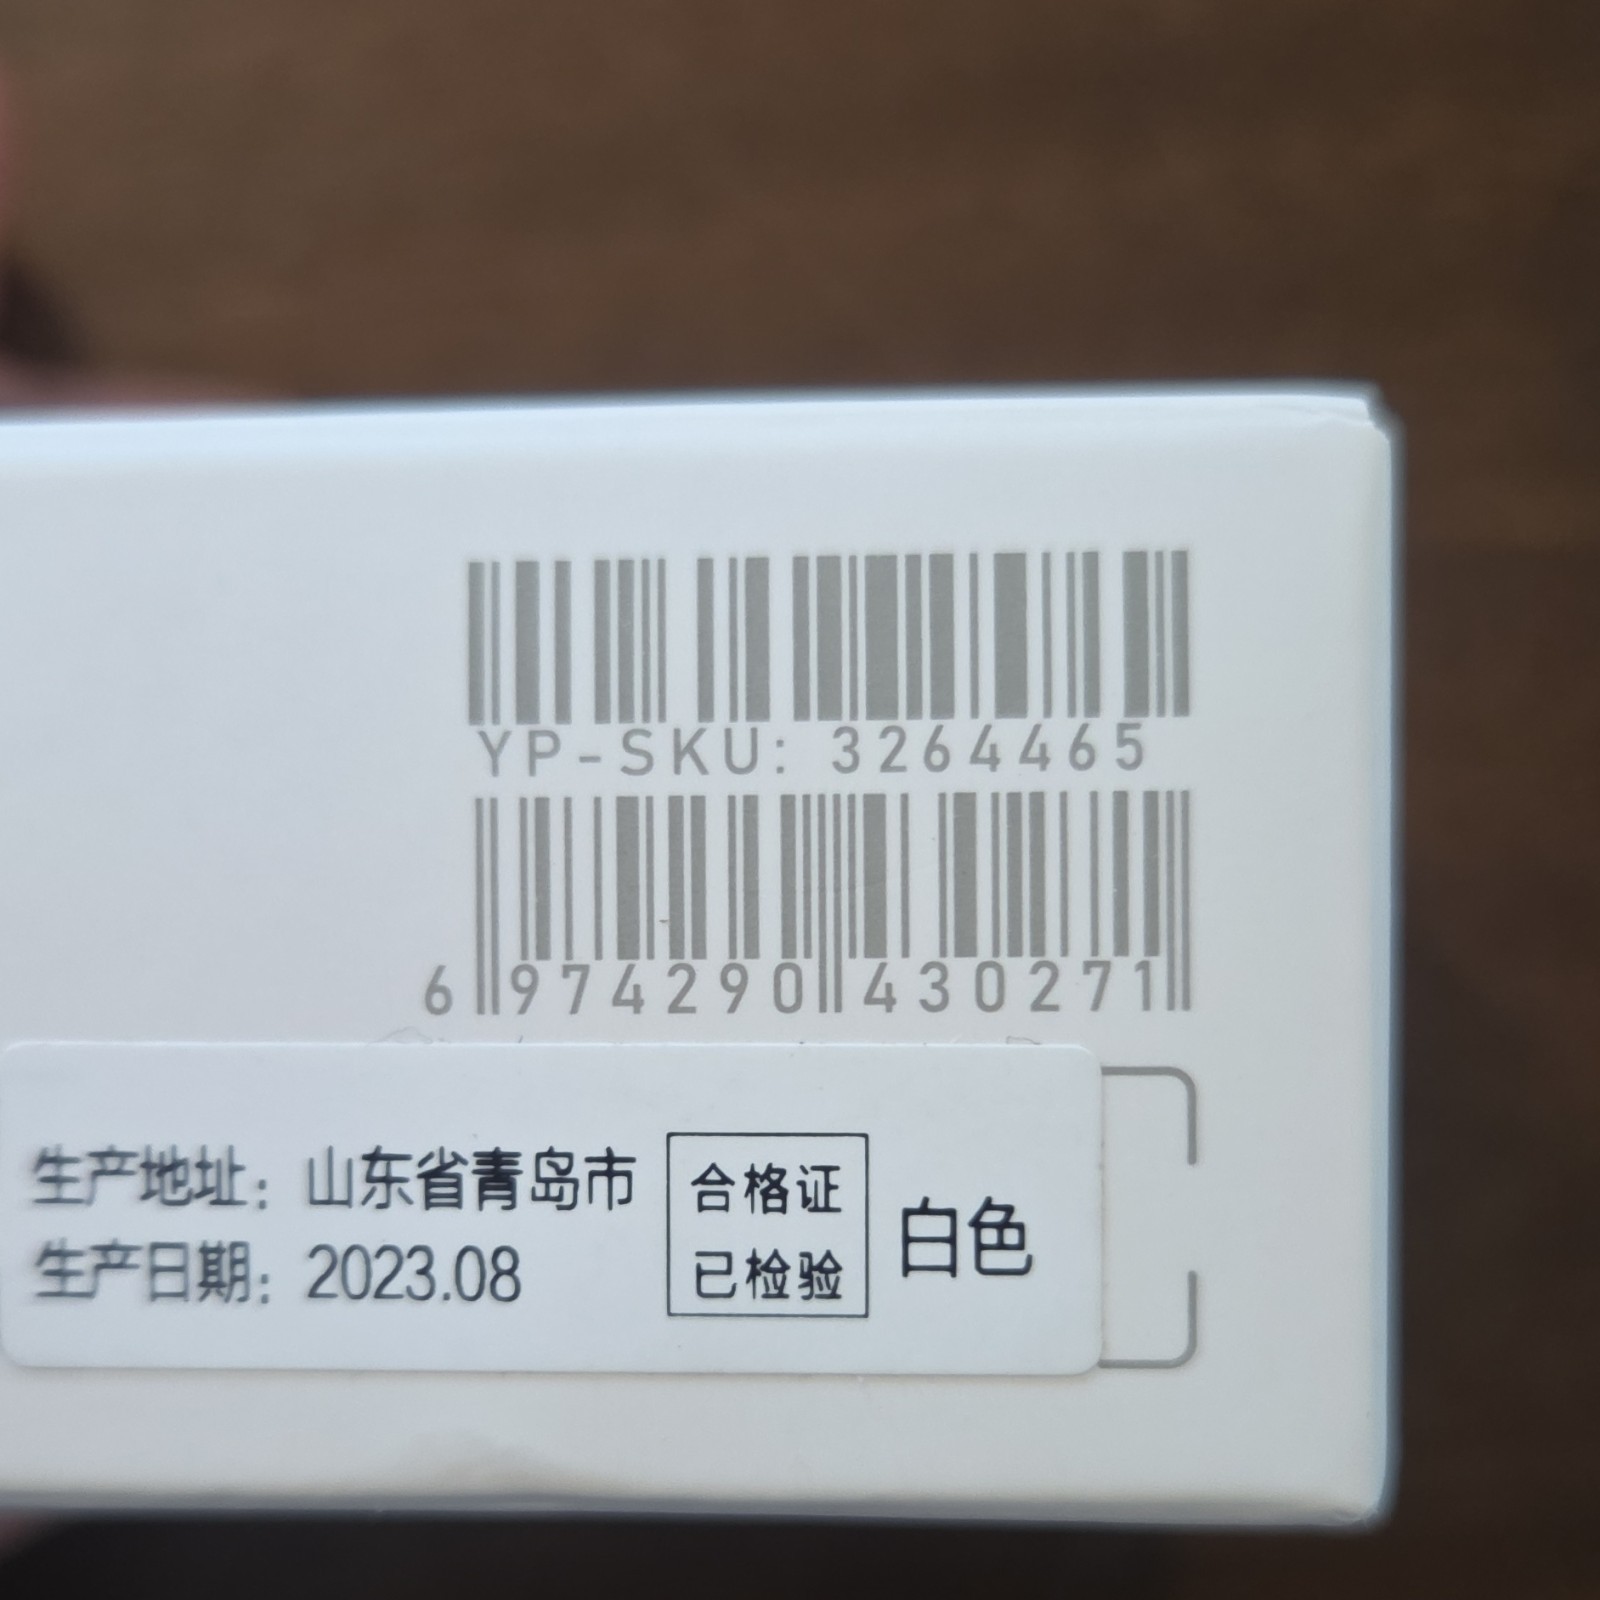 YP-SKU: 3264465
6 974290 430271
生产地址: 山东省青岛市
生产日期: 2023.08
合格证
已检验
白色